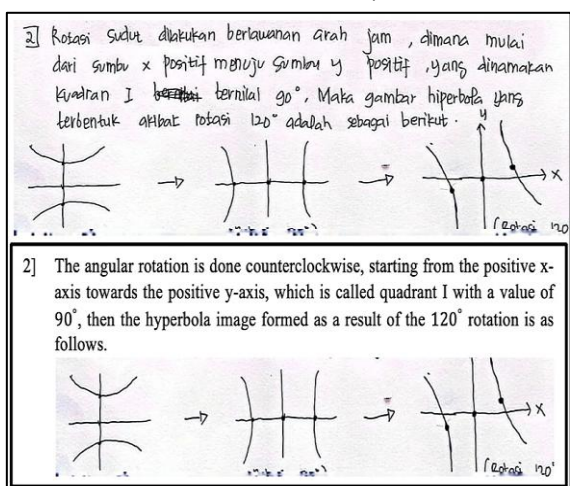 2] Rotasi sudut dilakukan berlawanan arah jam, dimana mulai
dari sumbu x positif menuju sumbu y positif, yang dinamakan
kuadran I bernilai 90°, Maka gambar hiperbola yang
terbentuk akibat rotasi 120° adalah sebagai berikut.
y
x
(Rotasi 120
2] The angular rotation is done counterclockwise, starting from the positive x-
axis towards the positive y-axis, which is called quadrant I with a value of
90°, then the hyperbola image formed as a result of the 120° rotation is as
follows.
x
(Rotasi 120°